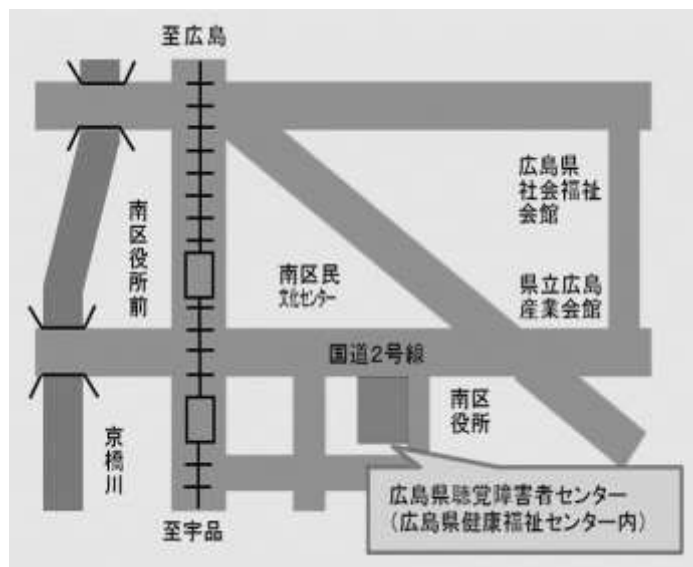 至広島
広島県
社会福祉
会館
南区役所前
南区民
文化センター
県立広島
産業会館
国道2号線
南区
役所
京橋川
広島県聴覚障害者センター
（広島県健康福祉センター内）
至宇品